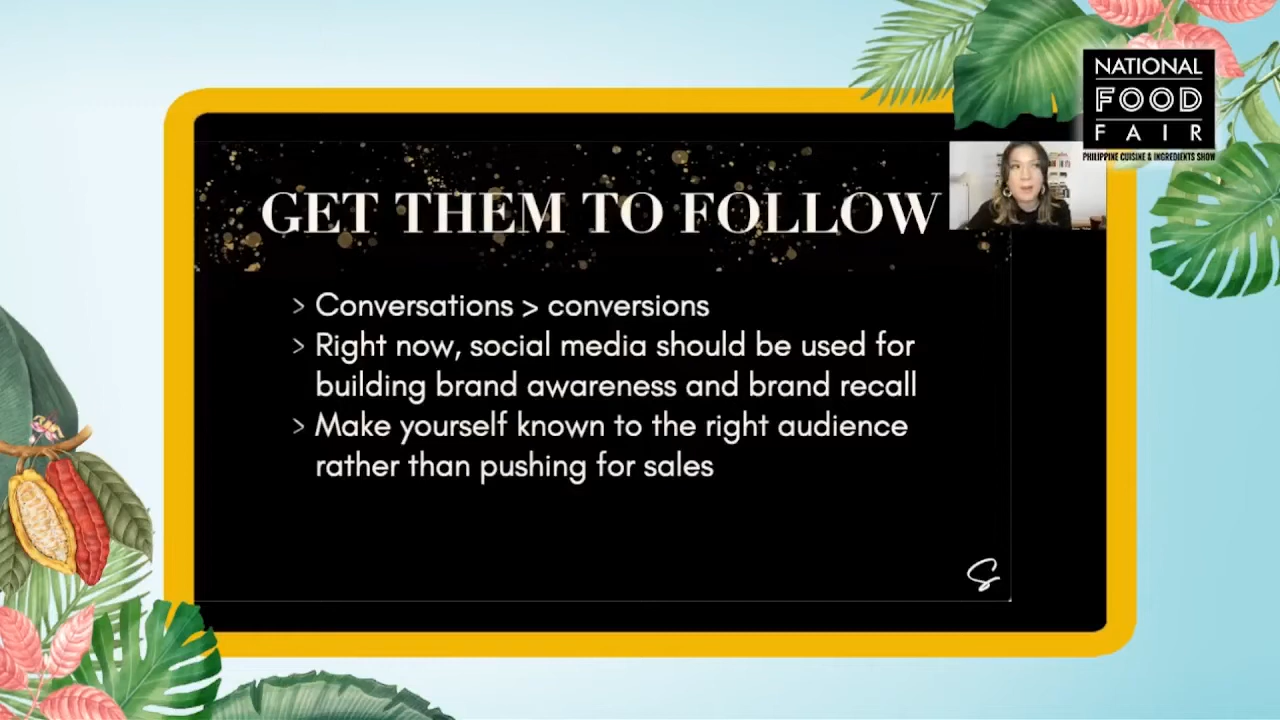 NATIONAL
FOOD
FAIR
PHILIPPINE CUISINE & INGREDIENTS SHOW
GET THEM TO FOLLOW
> Conversations > conversions
> Right now, social media should be used for
building brand awareness and brand recall
> Make yourself known to the right audience
rather than pushing for sales
S